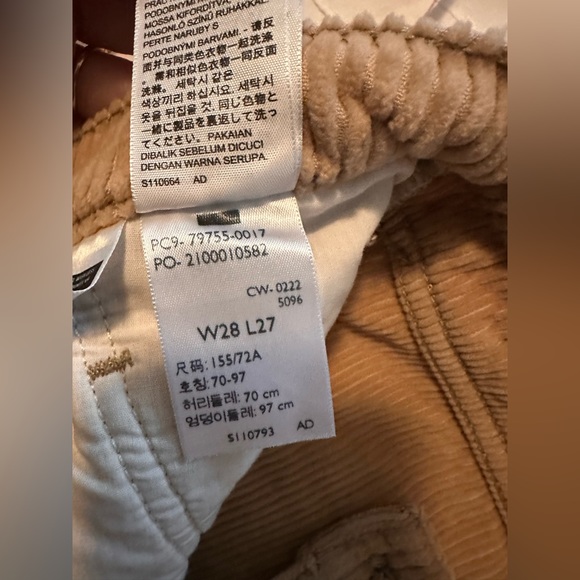 PODOBNÝMI
MOSSA KIFORDÍTVA,
HASONLÓ SZÍNŰ RUHÁKKAL.
PERTE NARUBY S
PODOBNÝMI BARVAMI. - 请反
面并与同类色衣物一起洗涤
。需和相似色衣物一同反面
洗滌。세탁시 같은
색상끼리 하십시요. 세탁시
옷을 뒤집을 것. 同じ色物と
一緒に製品を裏返して洗っ
てください。PAKAIAN
DIBALIK SEBELUM DICUCI
DENGAN WARNA SERUPA.
S110664 AD
PC9- 79755-0017
PO- 2100010582
CW- 0222
5096
W28 L27
尺码: 155/72A
호칭: 70-97
허리둘레: 70 cm
엉덩이둘레: 97 cm
S110793 AD